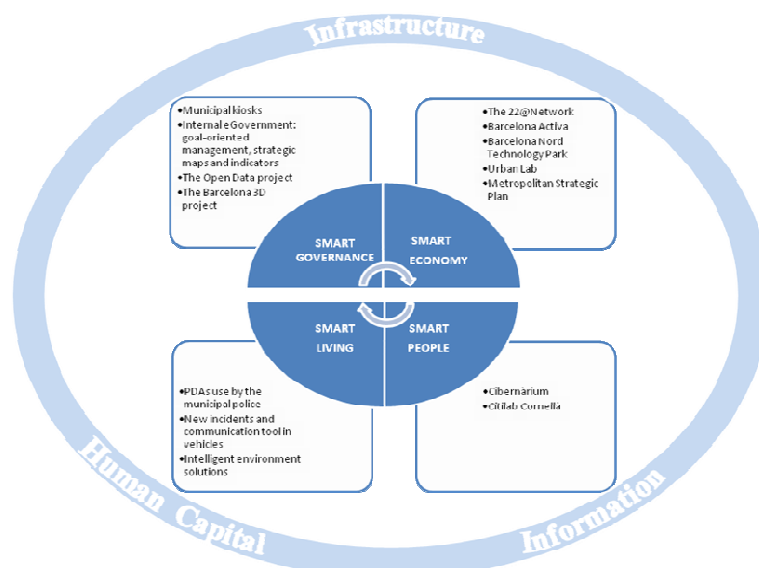 Infrastructure
•Municipal kiosks
•Internal e Government:
goal-oriented
management, strategic
maps and indicators
•The Open Data project
•The Barcelona 3D
project
•The 22@Network
•Barcelona Activa
•Barcelona Nord
Technology Park
•Urban Lab
•Metropolitan Strategic
Plan
SMART
GOVERNANCE
SMART
ECONOMY
SMART
LIVING
SMART
PEOPLE
•PDAs use by the
municipal police
•New incidents and
communication tool in
vehicles
•Intelligent environment
solutions
•Cibernàrium
•Citilab Cornella
Human Capital
Information